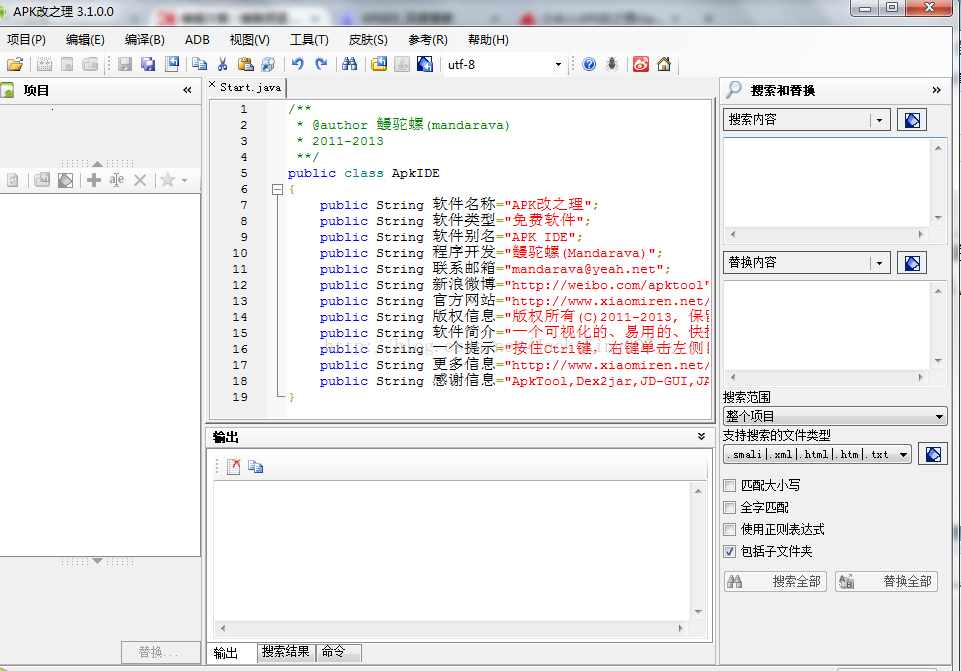 APK改之理 3.1.0.0
项目(P) 编辑(E) 编译(B) ADB 视图(V) 工具(T) 皮肤(S) 参考(R) 帮助(H)
utf-8
项目
替换...
Start.java
1 /**
2 * @author 鳗驼螺(mandarava)
3 * 2011-2013
4 **/
5 public class ApkIDE
6 {
7 public String 软件名称="APK改之理";
8 public String 软件类型="免费软件";
9 public String 软件别名="APK IDE";
10 public String 程序开发="鳗驼螺(Mandarava)";
11 public String 联系邮箱="mandarava@yeah.net";
12 public String 新浪微博="http://weibo.com/apktool"
13 public String 官方网站="http://www.xiaomiren.net/
14 public String 版权信息="版权所有(C)2011-2013, 保留
15 public String 软件简介="一个可视化的、易用的、快捷
16 public String 一个提示="按住Ctrl键，右键单击左侧
17 public String 更多信息="http://www.xiaomiren.net/
18 public String 感谢信息="ApkTool,Dex2jar,JD-GUI,JA
19 }
输出
输出 搜索结果 命令
搜索和替换
搜索内容
替换内容
搜索范围
整个项目
支持搜索的文件类型
.smali|.xml|.html|.htm|.txt
匹配大小写
全字匹配
使用正则表达式
包括子文件夹
搜索全部 替换全部